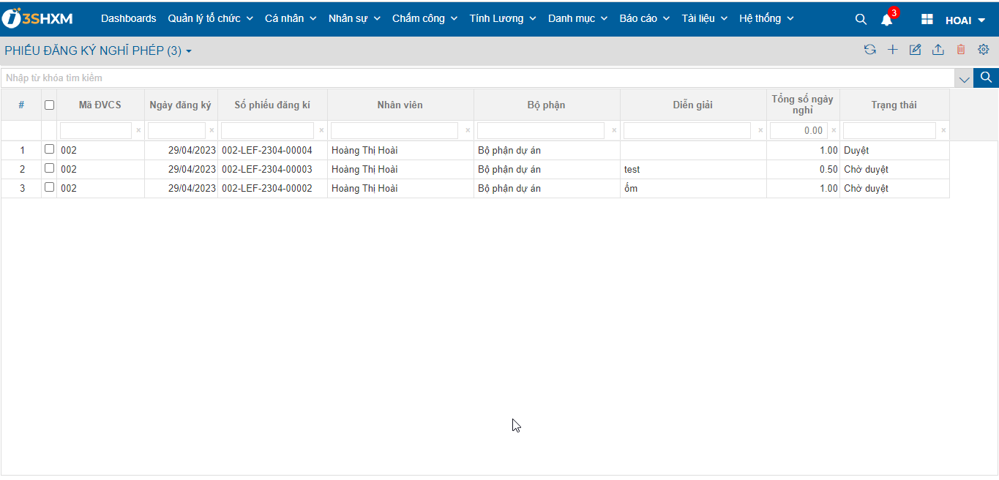 3SHXM Dashboards Quản lý tổ chức Cá nhân Nhân sự Chấm công Tính Lương Danh mục Báo cáo Tài liệu Hệ thống 3 HOAI
PHIẾU ĐĂNG KÝ NGHỈ PHÉP (3)
Nhập từ khóa tìm kiếm
# Mã ĐVCS Ngày đăng ký Số phiếu đăng kí Nhân viên Bộ phận Diễn giải Tổng số ngày nghỉ Trạng thái
× × × × × × 0.00 × ×
1 002 29/04/2023 002-LEF-2304-00004 Hoàng Thị Hoài Bộ phận dự án 1.00 Duyệt
2 002 29/04/2023 002-LEF-2304-00003 Hoàng Thị Hoài Bộ phận dự án test 0.50 Chờ duyệt
3 002 29/04/2023 002-LEF-2304-00002 Hoàng Thị Hoài Bộ phận dự án ốm 1.00 Chờ duyệt